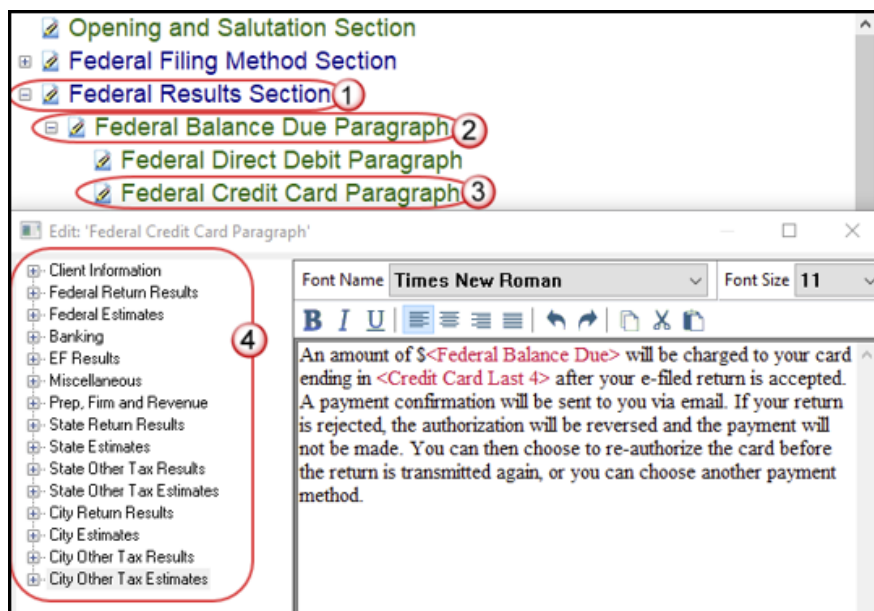 Opening and Salutation Section
Federal Filing Method Section
Federal Results Section 1
Federal Balance Due Paragraph 2
Federal Direct Debit Paragraph
Federal Credit Card Paragraph 3
Edit: 'Federal Credit Card Paragraph'
Client Information
Federal Return Results
Federal Estimates
Banking
EF Results
Miscellaneous
Prep, Firm and Revenue
State Return Results
State Estimates
State Other Tax Results
State Other Tax Estimates
City Return Results
City Estimates
City Other Tax Results
City Other Tax Estimates
4
Font Name Times New Roman Font Size 11
B I U
An amount of $<Federal Balance Due> will be charged to your card
ending in <Credit Card Last 4> after your e-filed return is accepted.
A payment confirmation will be sent to you via email. If your return
is rejected, the authorization will be reversed and the payment will
not be made. You can then choose to re-authorize the card before
the return is transmitted again, or you can choose another payment
method.